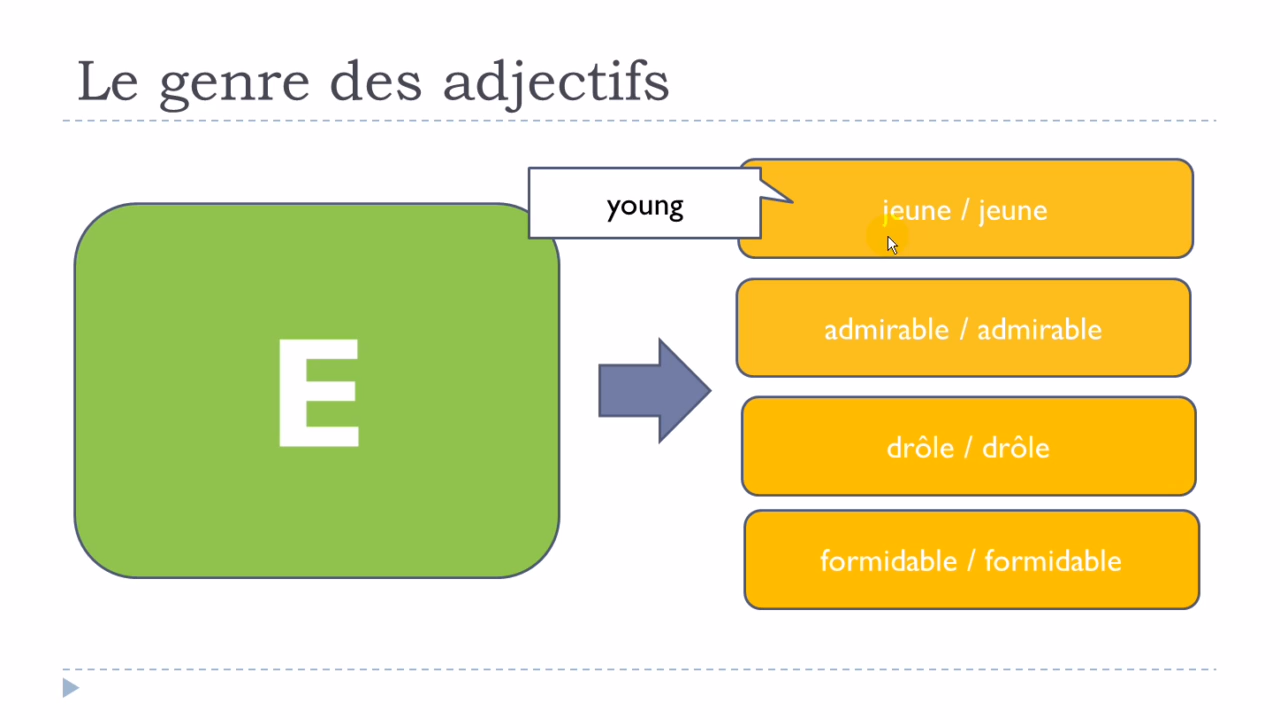 Le genre des adjectifs
E
young
jeune / jeune
admirable / admirable
drôle / drôle
formidable / formidable